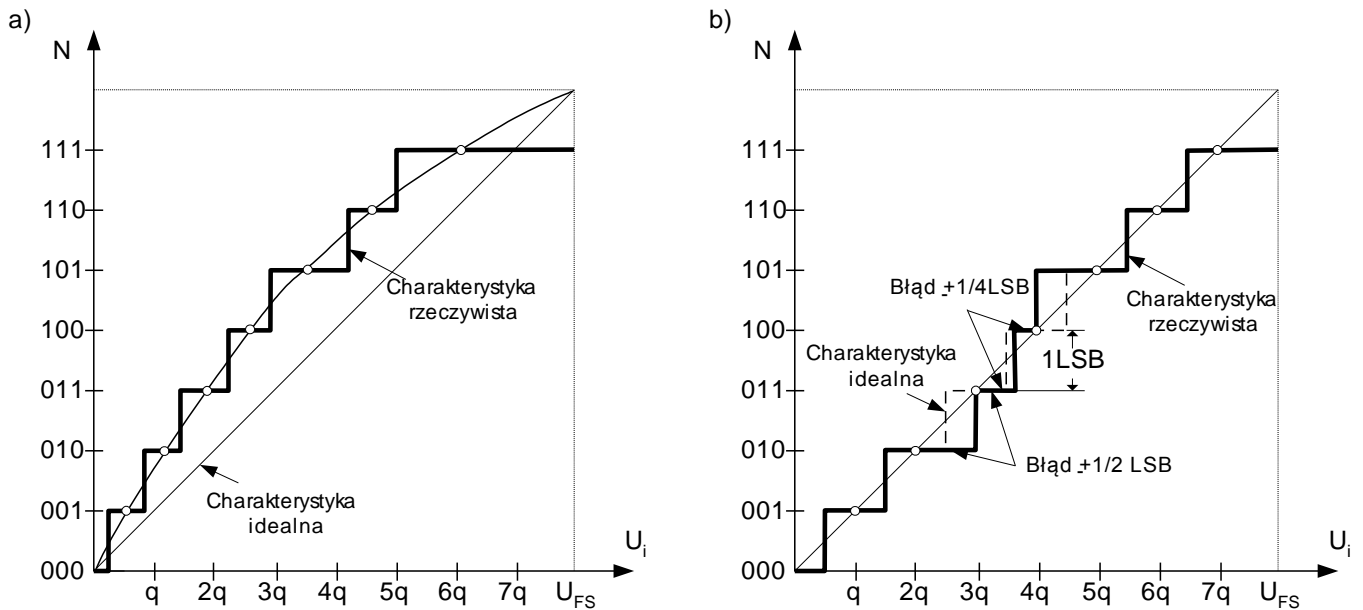 a)
N
111
110
101
100
011
010
001
000
Charakterystyka
rzeczywista
Charakterystyka
idealna
q 2q 3q 4q 5q 6q 7q U_FS
U_i
b)
N
111
110
101
100
011
010
001
000
Błąd ±1/4LSB
Charakterystyka
rzeczywista
Charakterystyka
idealna
1LSB
Błąd ±1/2 LSB
q 2q 3q 4q 5q 6q 7q U_FS
U_i